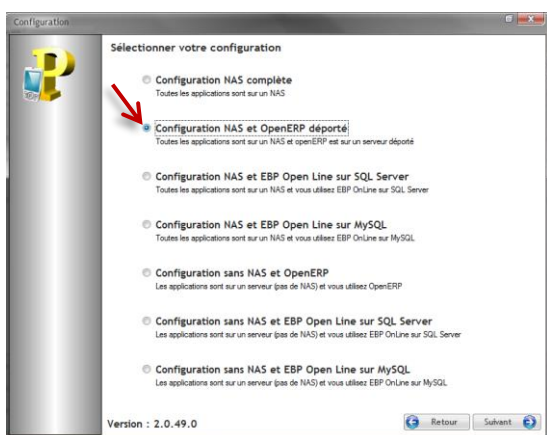 Configuration
Sélectionner votre configuration
Configuration NAS complète
Toutes les applications sont sur un NAS
Configuration NAS et OpenERP déporté
Toutes les applications sont sur un NAS et openERP est sur un serveur déporté
Configuration NAS et EBP Open Line sur SQL Server
Toutes les applications sont sur un NAS et vous utilisez EBP OnLine sur SQL Server
Configuration NAS et EBP Open Line sur MySQL
Toutes les applications sont sur un NAS et vous utilisez EBP OnLine sur MySQL
Configuration sans NAS et OpenERP
Les applications sont sur un serveur (pas de NAS) et vous utilisez OpenERP
Configuration sans NAS et EBP Open Line sur SQL Server
Les applications sont sur un serveur (pas de NAS) et vous utilisez EBP OnLine sur SQL Server
Configuration sans NAS et EBP Open Line sur MySQL
Les applications sont sur un serveur (pas de NAS) et vous utilisez EBP OnLine sur MySQL
Version : 2.0.49.0
Retour Suivant